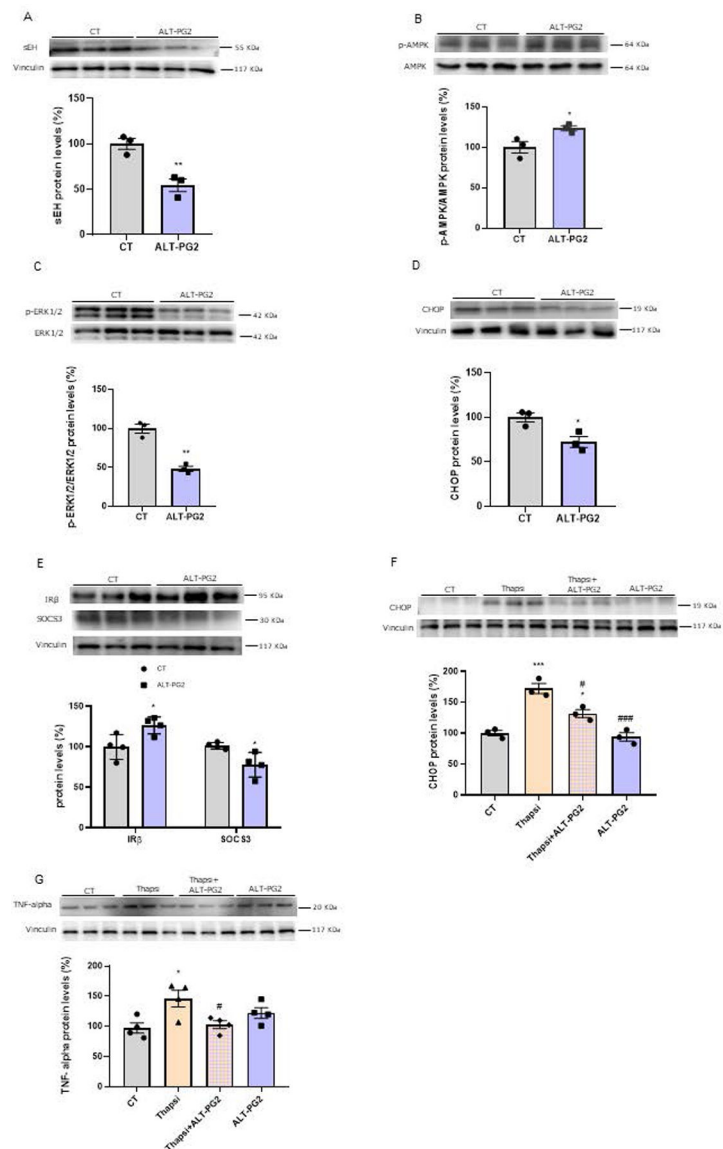 A
CT ALT-PG2
sEH 55 KDa
Vinculin 117 KDa
sEH protein levels (%)
150
100
50
0
**
CT ALT-PG2
B
CT ALT-PG2
p-AMPK 64 KDa
AMPK 64 KDa
p-AMPK/AMPK protein levels (%)
150
100
50
0
*
CT ALT-PG2
C
CT ALT-PG2
p-ERK1/2 42 KDa
ERK1/2 42 KDa
p-ERK1/2/ERK1/2 protein levels (%)
150
100
50
0
**
CT ALT-PG2
D
CT ALT-PG2
CHOP 19 KDa
Vinculin 117 KDa
CHOP protein levels (%)
150
100
50
0
*
CT ALT-PG2
E
CT ALT-PG2
IRβ 95 KDa
SOCS3 30 KDa
Vinculin 117 KDa
CT
ALT-PG2
protein levels (%)
150
100
50
0
* *
IRβ SOCS3
F
CT Thaps Thapsi+
ALT-PG2 ALT-PG2
CHOP 19 KDa
Vinculin 117 KDa
CHOP protein levels (%)
200
150
100
50
0
***
#
*
###
CT Thapsi Thapsi+ALT-PG2 ALT-PG2
G
CT Thaps Thapsi+
ALT-PG2 ALT-PG2
TNF-alpha 20 KDa
Vinculin 117 KDa
TNF- alpha protein levels (%)
200
150
100
50
0
*
#
CT Thapsi Thapsi+ALT-PG2 ALT-PG2